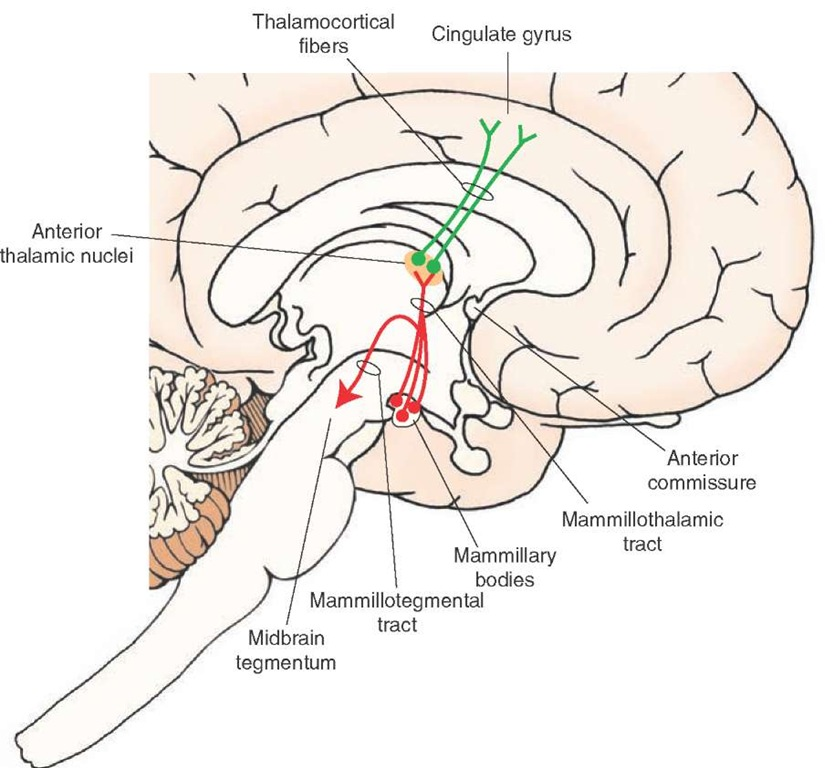 Thalamocortical
fibers
Cingulate gyrus
Anterior
thalamic nuclei
Anterior
commissure
Mammillothalamic
tract
Mammillary
bodies
Mammillotegmental
tract
Midbrain
tegmentum